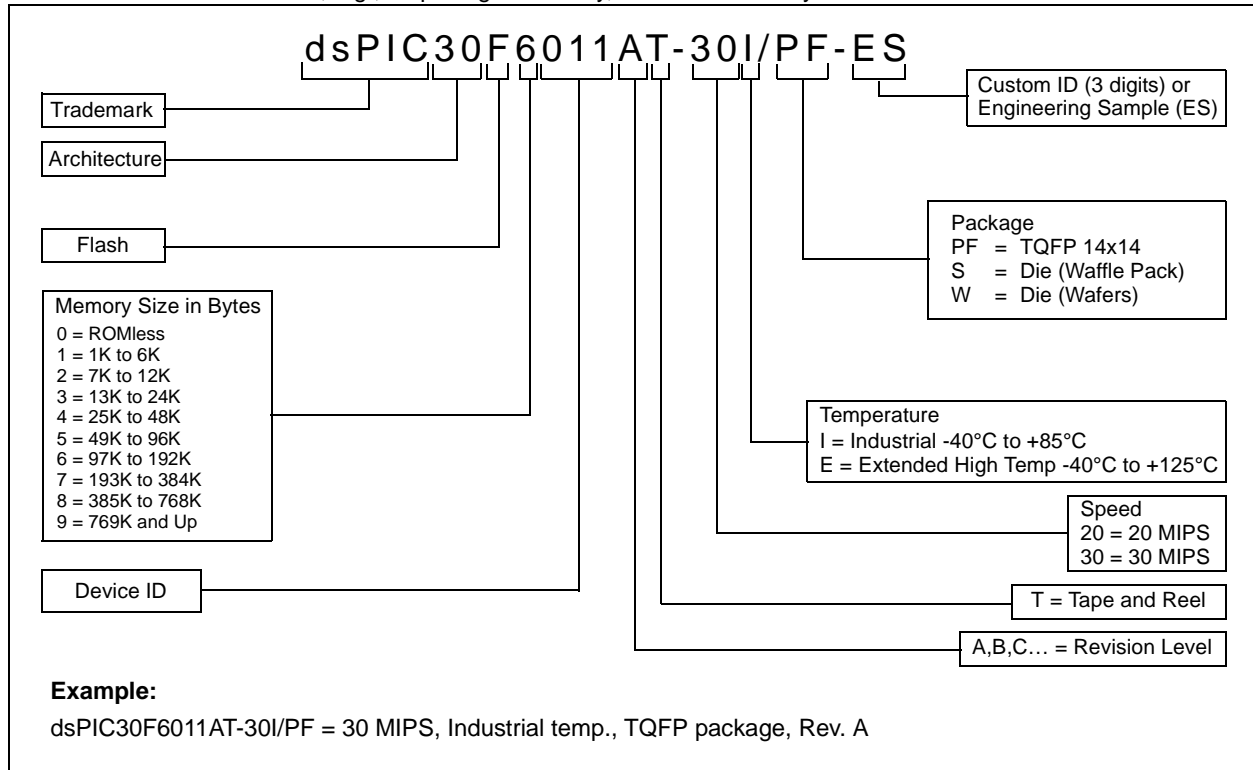 dsPIC30F6011AT-30I/PF-ES
Trademark
Architecture
Flash
Memory Size in Bytes
0 = ROMless
1 = 1K to 6K
2 = 7K to 12K
3 = 13K to 24K
4 = 25K to 48K
5 = 49K to 96K
6 = 97K to 192K
7 = 193K to 384K
8 = 385K to 768K
9 = 769K and Up
Device ID
Custom ID (3 digits) or
Engineering Sample (ES)
Package
PF = TQFP 14x14
S = Die (Waffle Pack)
W = Die (Wafers)
Temperature
I = Industrial -40°C to +85°C
E = Extended High Temp -40°C to +125°C
Speed
20 = 20 MIPS
30 = 30 MIPS
T = Tape and Reel
A,B,C… = Revision Level
Example:
dsPIC30F6011AT-30I/PF = 30 MIPS, Industrial temp., TQFP package, Rev. A